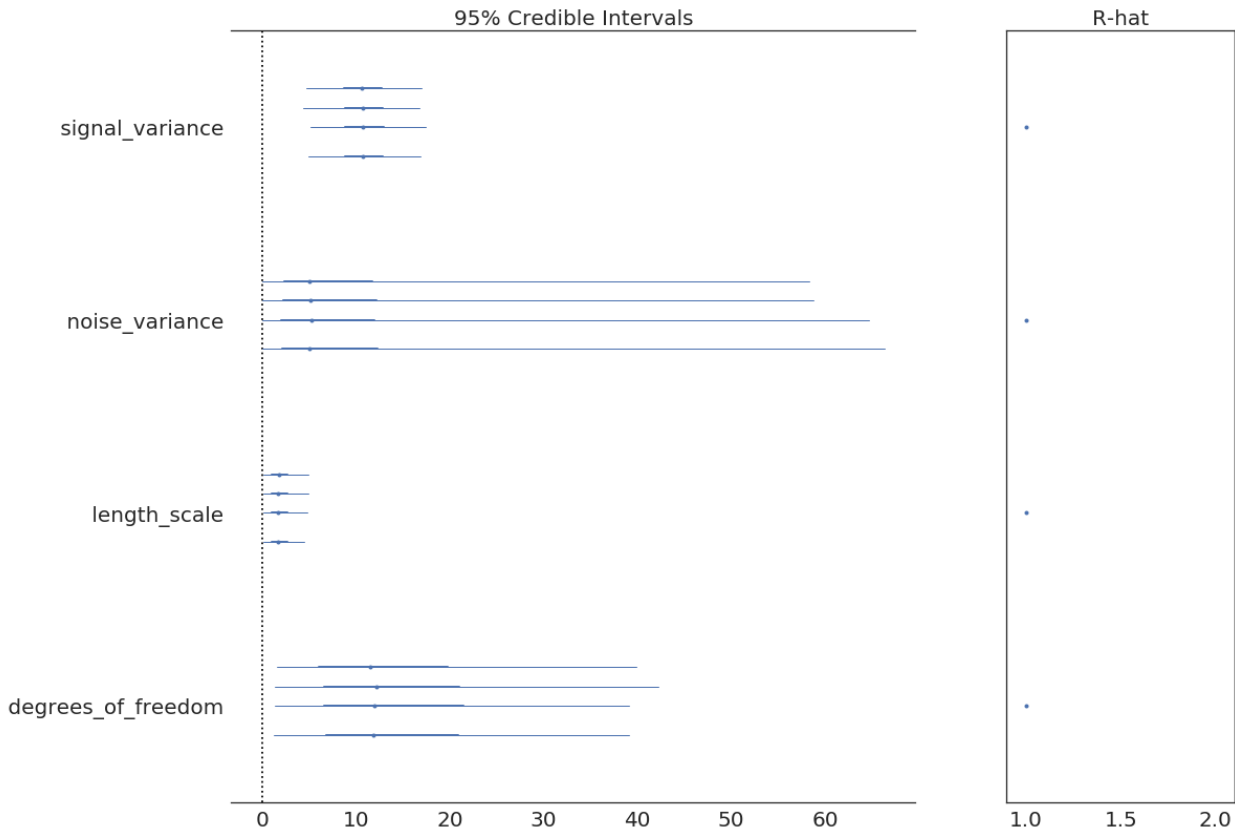 95% Credible Intervals
R-hat
signal_variance
noise_variance
length_scale
degrees_of_freedom
0 10 20 30 40 50 60
1.0 1.5 2.0